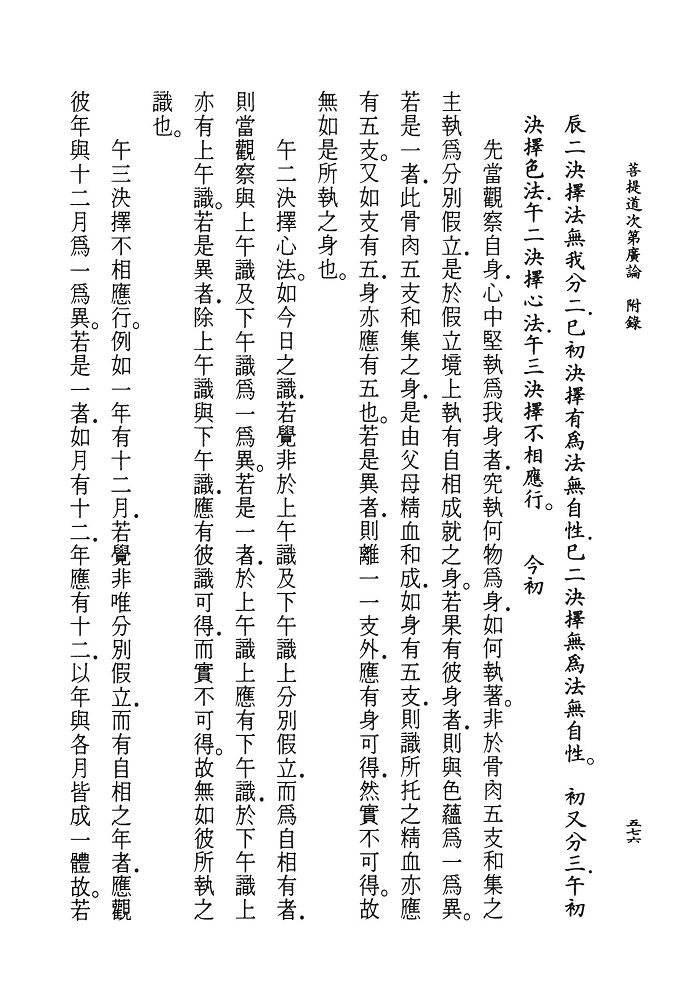 菩提道次第廣論　附錄
五七六
辰二決擇法無我分二．巳初決擇有爲法無自性．巳二決擇無爲法無自性。　初又分三．午初
決擇色法．午二決擇心法．午三決擇不相應行。　今初
先當觀察自身．心中堅執爲我身者．究執何物爲身．如何執著。非於骨肉五支和集之
主執爲分別假立．是於假立境上執有自相成就之身。若果有彼身者．則與色蘊爲一爲異。
若是一者．此骨肉五支和集之身．是由父母精血和成．如身有五支．則識所托之精血亦應
有五支。又如支有五．身亦應有五也。若是異者．則離一一支外．應有身可得．然實不可得。故
無如是所執之身也。
午二決擇心法。如今日之識．若覺非於上午識及下午識上分別假立．而爲自相有者．
則當觀察與上午識及下午識爲一爲異。若是一者．於上午識上應有下午識．於下午識上
亦有上午識。若是異者．除上午識與下午識．應有彼識可得．而實不可得。故無如彼所執之
識也。
午三決擇不相應行。例如一年有十二月．若覺非唯分別假立．而有自相之年者．應觀
彼年與十二月爲一爲異。若是一者．如月有十二．年應有十二．以年與各月皆成一體故。若